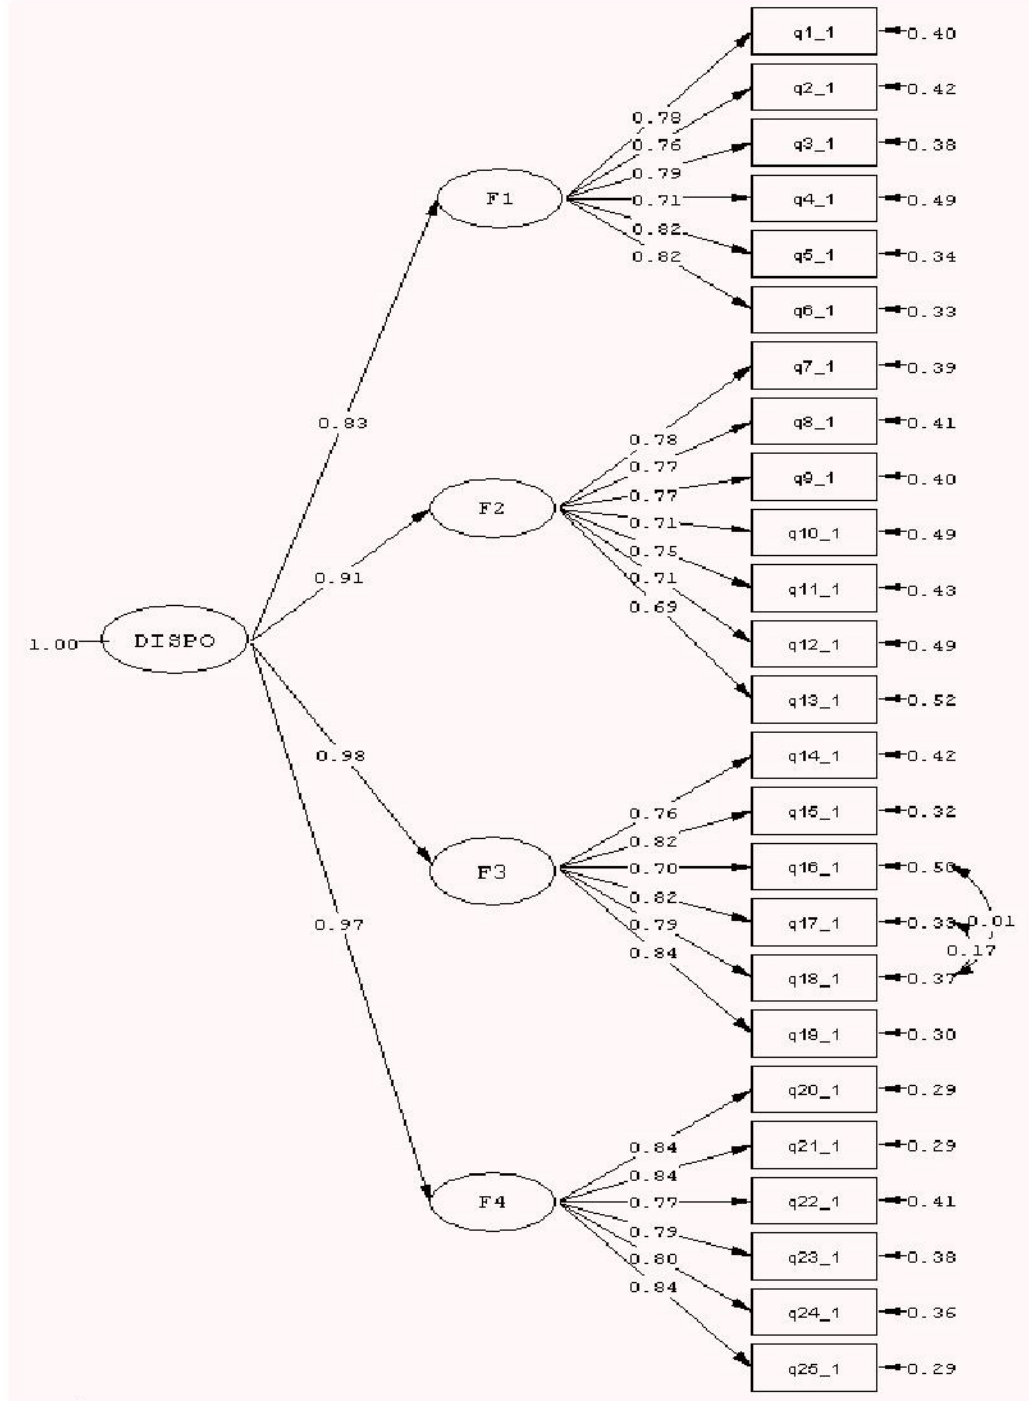 q1_1 0.40
q2_1 0.42
0.78
q3_1 0.38
0.76
0.79
F1 0.71 q4_1 0.49
0.82
q5_1 0.34
0.82
q6_1 0.33
q7_1 0.39
0.83
q8_1 0.41
0.78
0.77
q9_1 0.40
0.77
F2
0.71 q10_1 0.49
0.75
0.91 0.71
q11_1 0.43
0.69
1.00 DISPO q12_1 0.49
q13_1 0.52
0.98 q14_1 0.42
0.76 q15_1 0.32
0.82
F3 0.70 q16_1 0.50
0.82
0.97 0.79 q17_1 0.33 0.01
0.84 0.17
q18_1 0.37
q19_1 0.30
q20_1 0.29
0.84 q21_1 0.29
0.84
F4 0.77 q22_1 0.41
0.79
0.80 q23_1 0.38
0.84
q24_1 0.36
q25_1 0.29